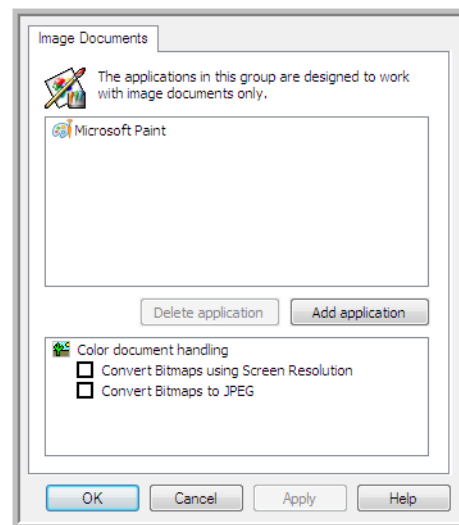 Image Documents
The applications in this group are designed to work
with image documents only.
Microsoft Paint
Delete application
Add application
Color document handling
Convert Bitmaps using Screen Resolution
Convert Bitmaps to JPEG
OK
Cancel
Apply
Help